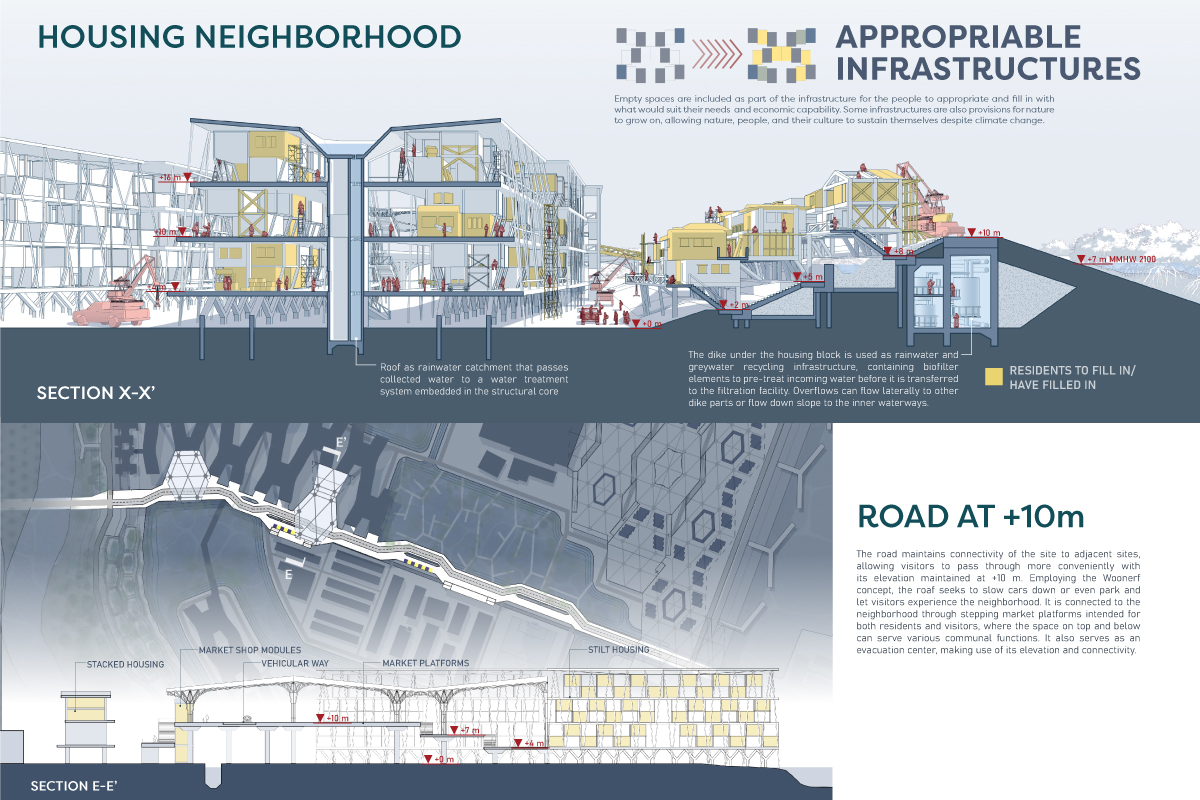 HOUSING NEIGHBORHOOD
APPROPRIABLE
INFRASTRUCTURES
Empty spaces are included as part of the infrastructure for the people to appropriate and fill in with
what would suit their needs and economic capability. Some infrastructures are also provisions for nature
to grow on, allowing nature, people, and their culture to sustain themselves despite climate change.
+16 m
+10 m
+4m
+10 m
+8 m
+7 m MMHW 2100
+5 m
+2 m
+0 m
Roof as rainwater catchment that passes
collected water to a water treatment
system embedded in the structural core
The dike under the housing block is used as rainwater and
greywater recycling infrastructure, containing biofilter
elements to pre-treat incoming water before it is transferred
to the filtration facility. Overflows can flow laterally to other
dike parts or flow down slope to the inner waterways.
RESIDENTS TO FILL IN/
HAVE FILLED IN
SECTION X-X’
E’
E
ROAD AT +10m
The road maintains connectivity of the site to adjacent sites,
allowing visitors to pass through more conveniently with
its elevation maintained at +10 m. Employing the Woonerf
concept, the roaf seeks to slow cars down or even park and
let visitors experience the neighborhood. It is connected to the
neighborhood through stepping market platforms intended for
both residents and visitors, where the space on top and below
can serve various communal functions. It also serves as an
evacuation center, making use of its elevation and connectivity.
STACKED HOUSING
MARKET SHOP MODULES
VEHICULAR WAY
MARKET PLATFORMS
STILT HOUSING
+10 m
+7 m
+4 m
+0 m
SECTION E-E’